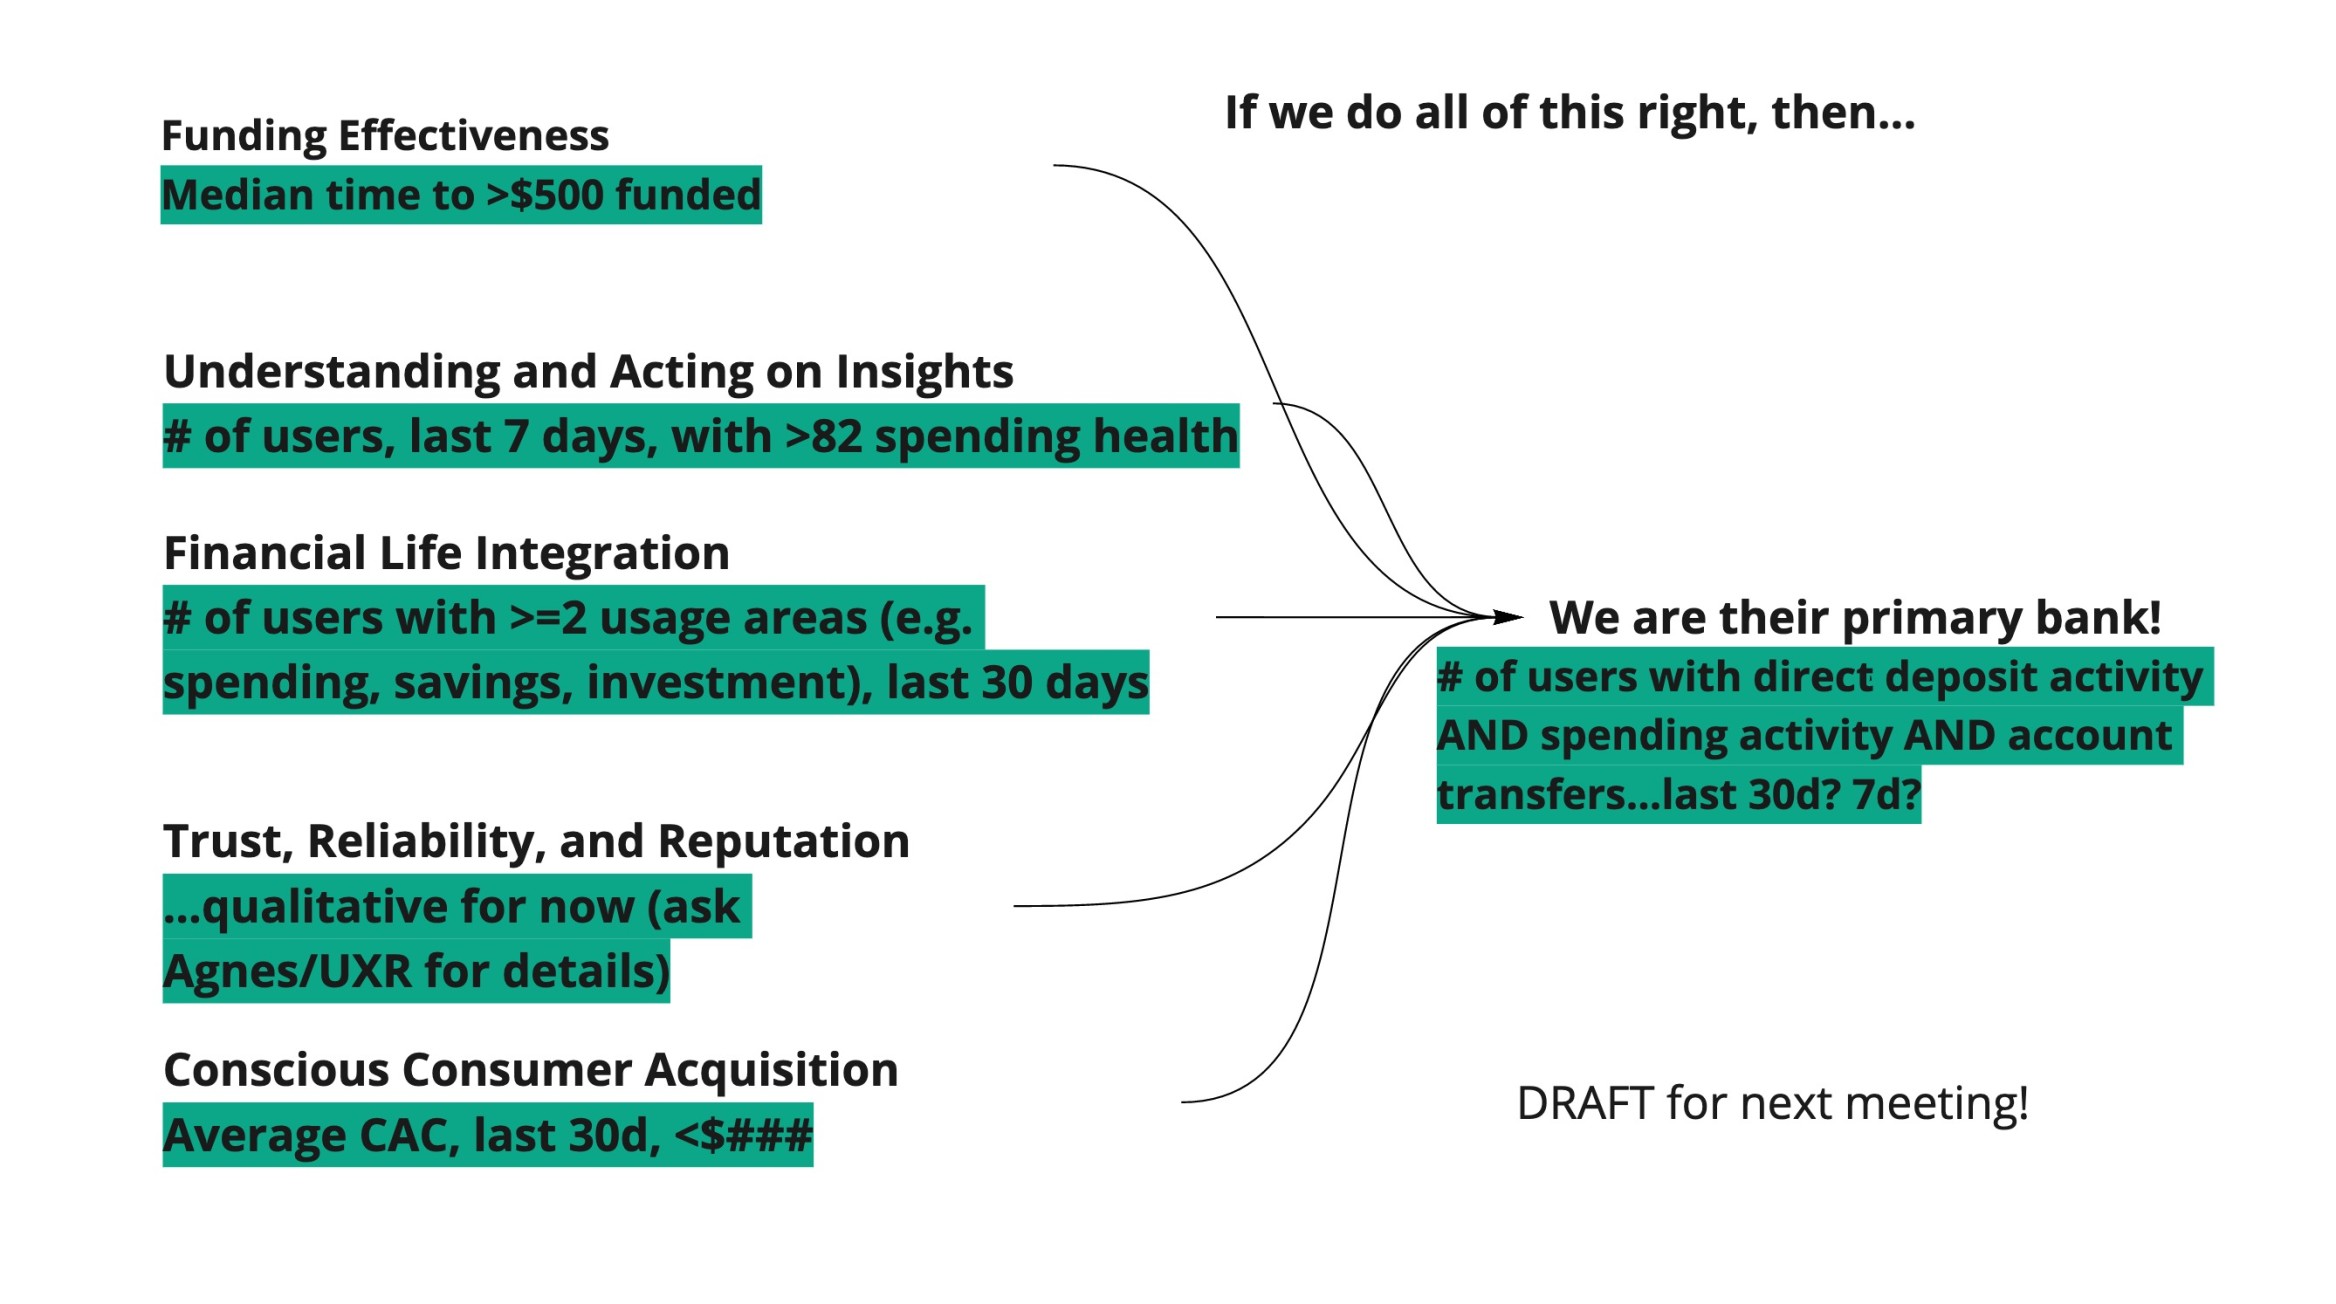 If we do all of this right, then...
Funding Effectiveness
Median time to >$500 funded
Understanding and Acting on Insights
# of users, last 7 days, with >82 spending health
Financial Life Integration
# of users with >=2 usage areas (e.g.
spending, savings, investment), last 30 days
Trust, Reliability, and Reputation
...qualitative for now (ask
Agnes/UXR for details)
Conscious Consumer Acquisition
Average CAC, last 30d, <$###
We are their primary bank!
# of users with direct deposit activity
AND spending activity AND account
transfers...last 30d? 7d?
DRAFT for next meeting!